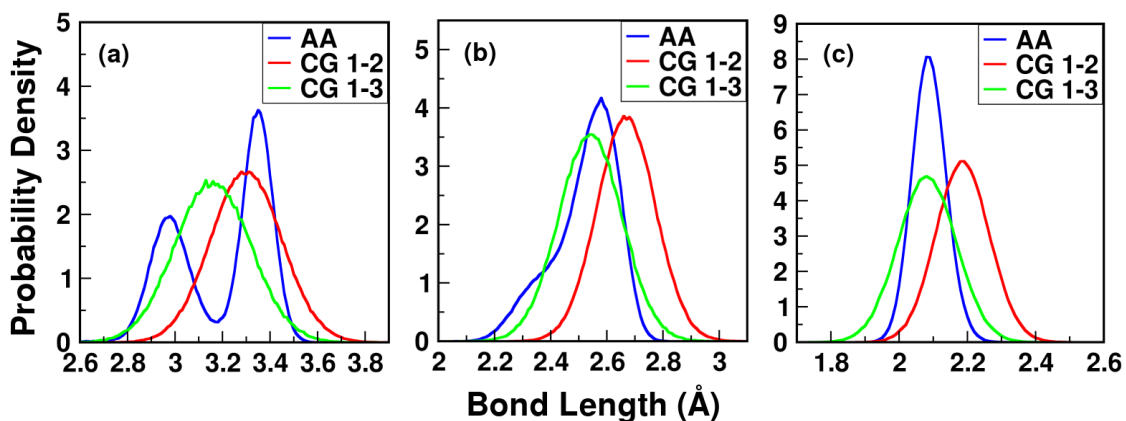 (a)
AA
CG 1-2
CG 1-3
5
4
3
2
1
0
2.6 2.8 3 3.2 3.4 3.6 3.8
(b)
AA
CG 1-2
CG 1-3
5
4
3
2
1
0
2 2.2 2.4 2.6 2.8 3
(c)
AA
CG 1-2
CG 1-3
9
8
7
6
5
4
3
2
1
0
1.8 2 2.2 2.4 2.6
Probability Density
Bond Length (Å)